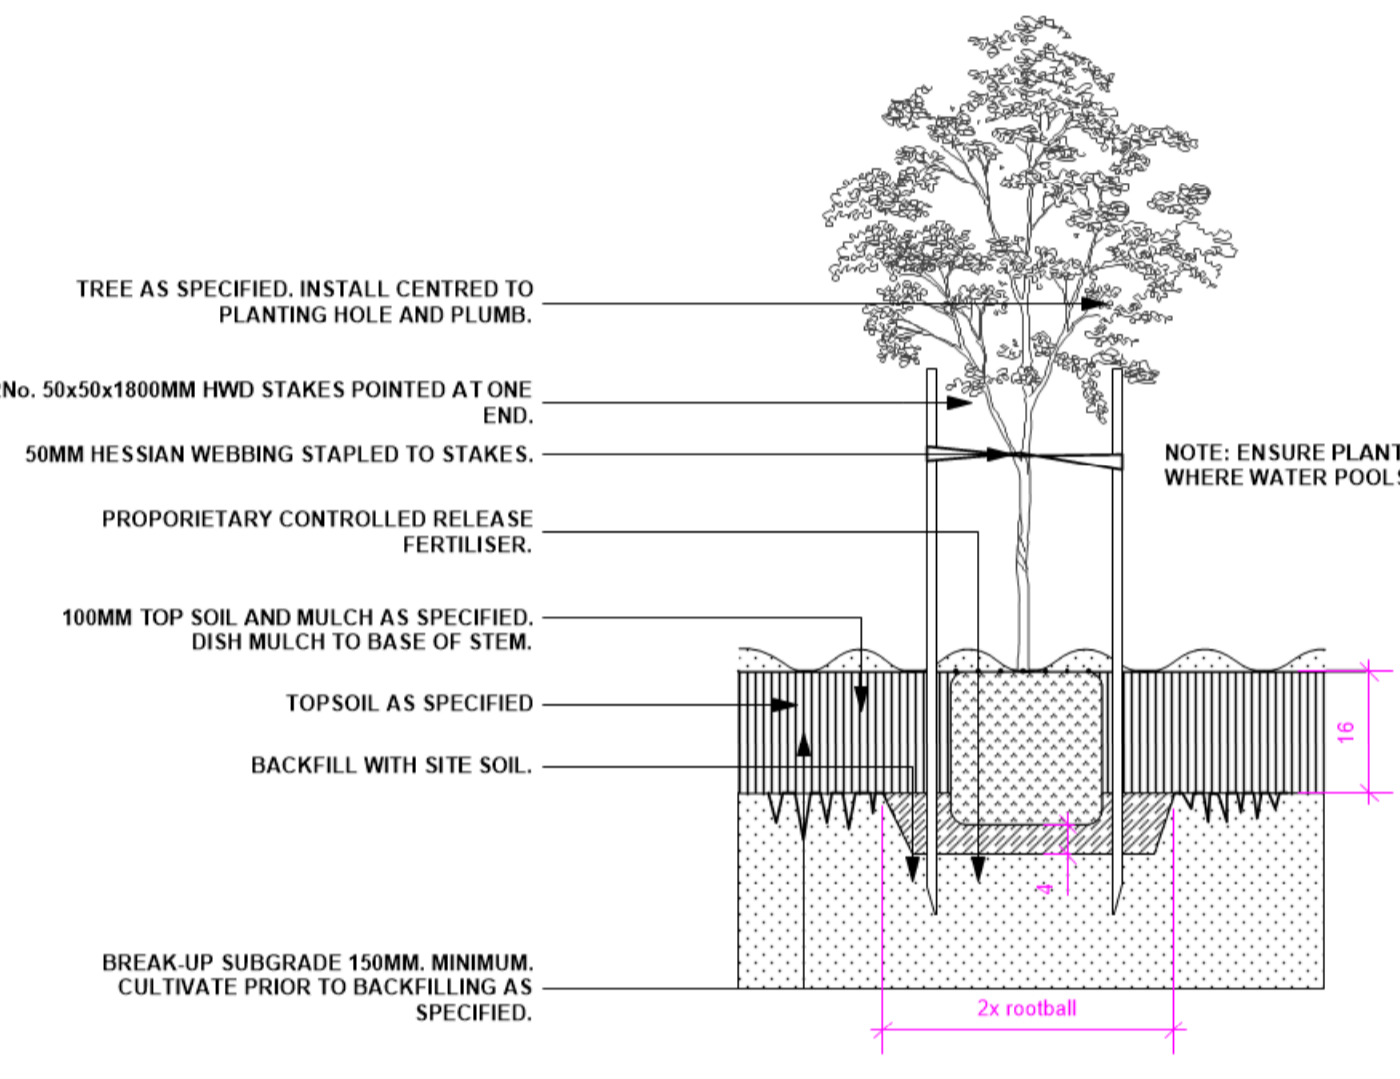 TREE AS SPECIFIED. INSTALL CENTRED TO
PLANTING HOLE AND PLUMB.
No. 50x50x1800MM HWD STAKES POINTED AT ONE
END.
50MM HESSIAN WEBBING STAPLED TO STAKES.
NOTE: ENSURE PLANT
WHERE WATER POOLS
PROPORIETARY CONTROLLED RELEASE
FERTILISER.
100MM TOP SOIL AND MULCH AS SPECIFIED.
DISH MULCH TO BASE OF STEM.
TOPSOIL AS SPECIFIED
16
BACKFILL WITH SITE SOIL.
4
BREAK-UP SUBGRADE 150MM. MINIMUM.
CULTIVATE PRIOR TO BACKFILLING AS
SPECIFIED.
2x rootball